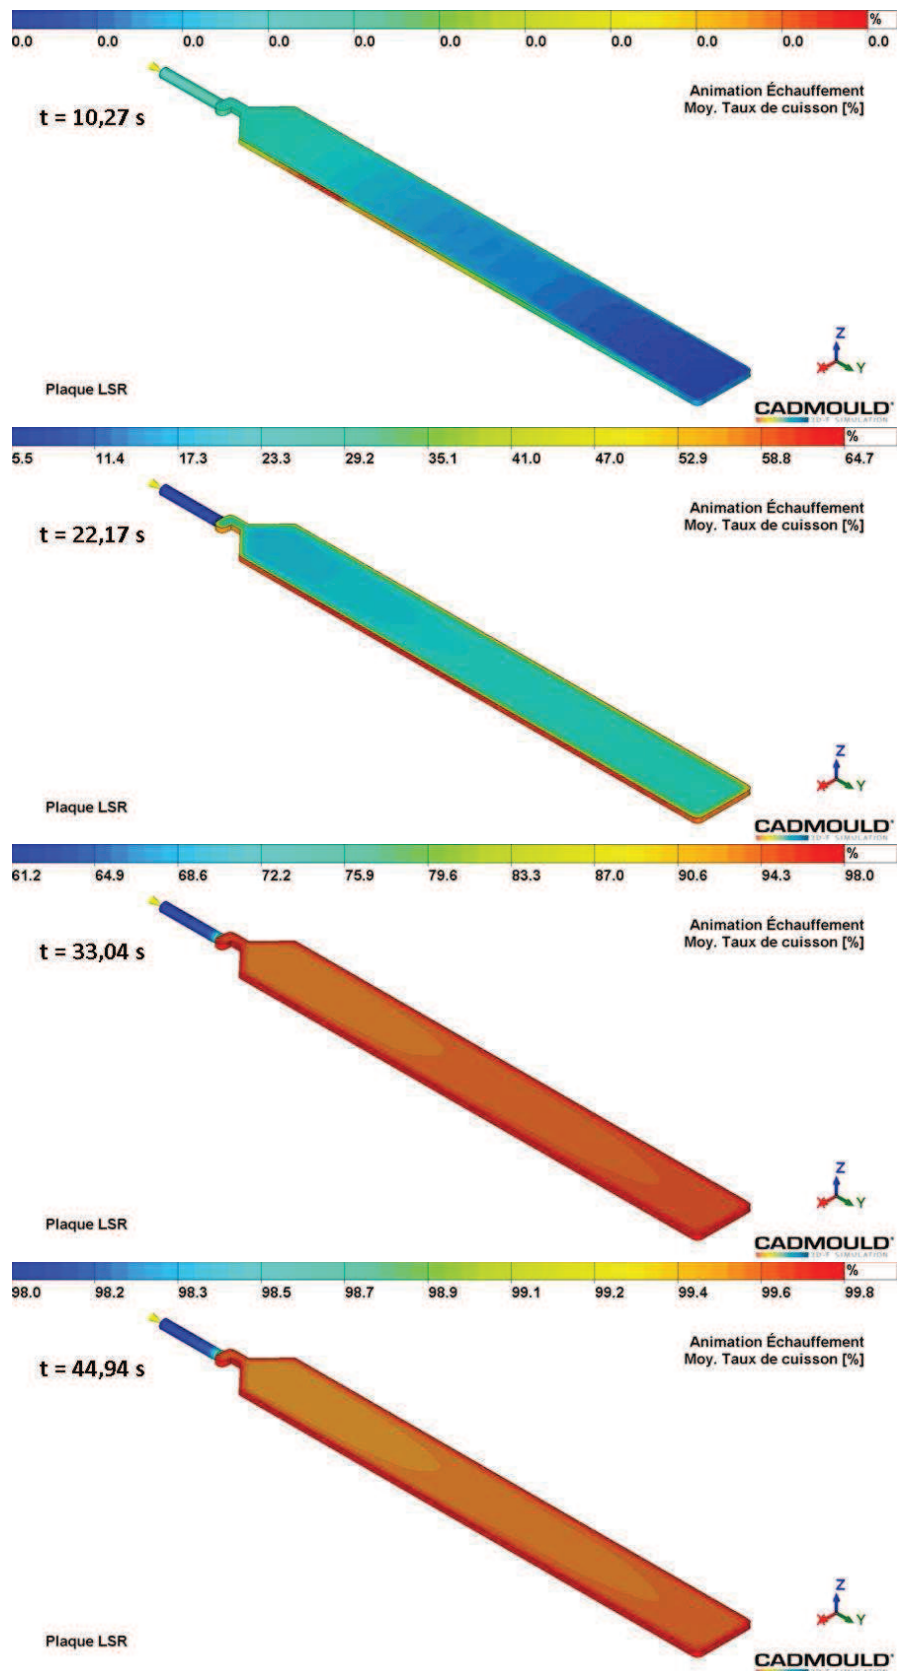 %
0.0 0.0 0.0 0.0 0.0 0.0 0.0 0.0 0.0 0.0 0.0
Animation Échauffement
Moy. Taux de cuisson [%]
t = 10,27 s
Z
X Y
Plaque LSR
CADMOULD
3D-F SIMULATION
%
5.5 11.4 17.3 23.3 29.2 35.1 41.0 47.0 52.9 58.8 64.7
Animation Échauffement
Moy. Taux de cuisson [%]
t = 22,17 s
Z
X Y
Plaque LSR
CADMOULD
3D-F SIMULATION
%
61.2 64.9 68.6 72.2 75.9 79.6 83.3 87.0 90.6 94.3 98.0
Animation Échauffement
Moy. Taux de cuisson [%]
t = 33,04 s
Z
X Y
Plaque LSR
CADMOULD
3D-F SIMULATION
%
98.0 98.2 98.3 98.5 98.7 98.9 99.1 99.2 99.4 99.6 99.8
Animation Échauffement
Moy. Taux de cuisson [%]
t = 44,94 s
Z
X Y
Plaque LSR
CADMOULD